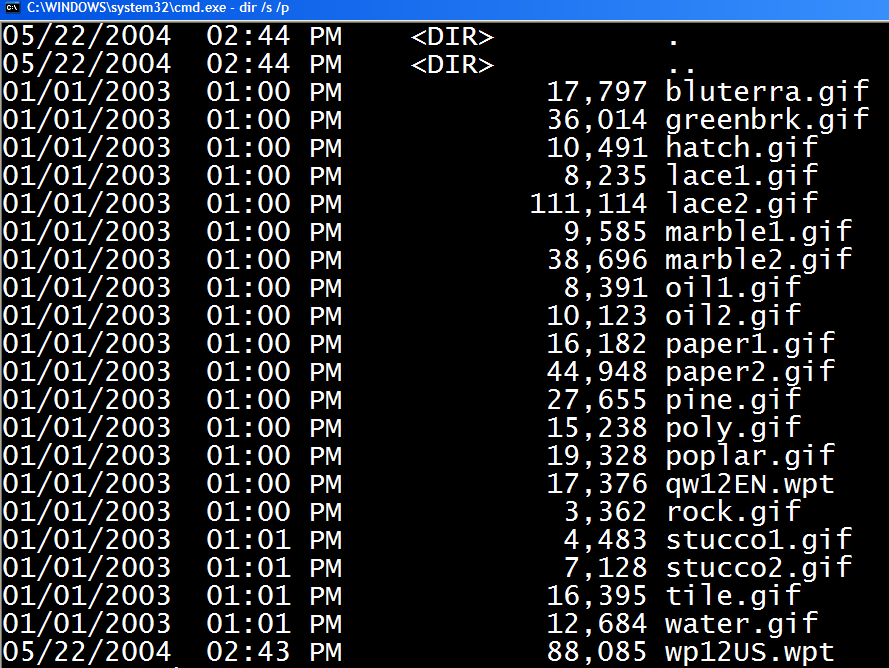 C:\WINDOWS\system32\cmd.exe - dir /s /p
05/22/2004  02:44 PM    <DIR>          .
05/22/2004  02:44 PM    <DIR>          ..
01/01/2003  01:00 PM            17,797 bluterra.gif
01/01/2003  01:00 PM            36,014 greenbrk.gif
01/01/2003  01:00 PM            10,491 hatch.gif
01/01/2003  01:00 PM             8,235 lace1.gif
01/01/2003  01:00 PM           111,114 lace2.gif
01/01/2003  01:00 PM             9,585 marble1.gif
01/01/2003  01:00 PM            38,696 marble2.gif
01/01/2003  01:00 PM             8,391 oil1.gif
01/01/2003  01:00 PM            10,123 oil2.gif
01/01/2003  01:00 PM            16,182 paper1.gif
01/01/2003  01:00 PM            44,948 paper2.gif
01/01/2003  01:00 PM            27,655 pine.gif
01/01/2003  01:00 PM            15,238 poly.gif
01/01/2003  01:00 PM            19,328 poplar.gif
01/01/2003  01:00 PM            17,376 qw12EN.wpt
01/01/2003  01:00 PM             3,362 rock.gif
01/01/2003  01:01 PM             4,483 stucco1.gif
01/01/2003  01:01 PM             7,128 stucco2.gif
01/01/2003  01:01 PM            16,395 tile.gif
01/01/2003  01:01 PM            12,684 water.gif
05/22/2004  02:43 PM            88,085 wp12US.wpt